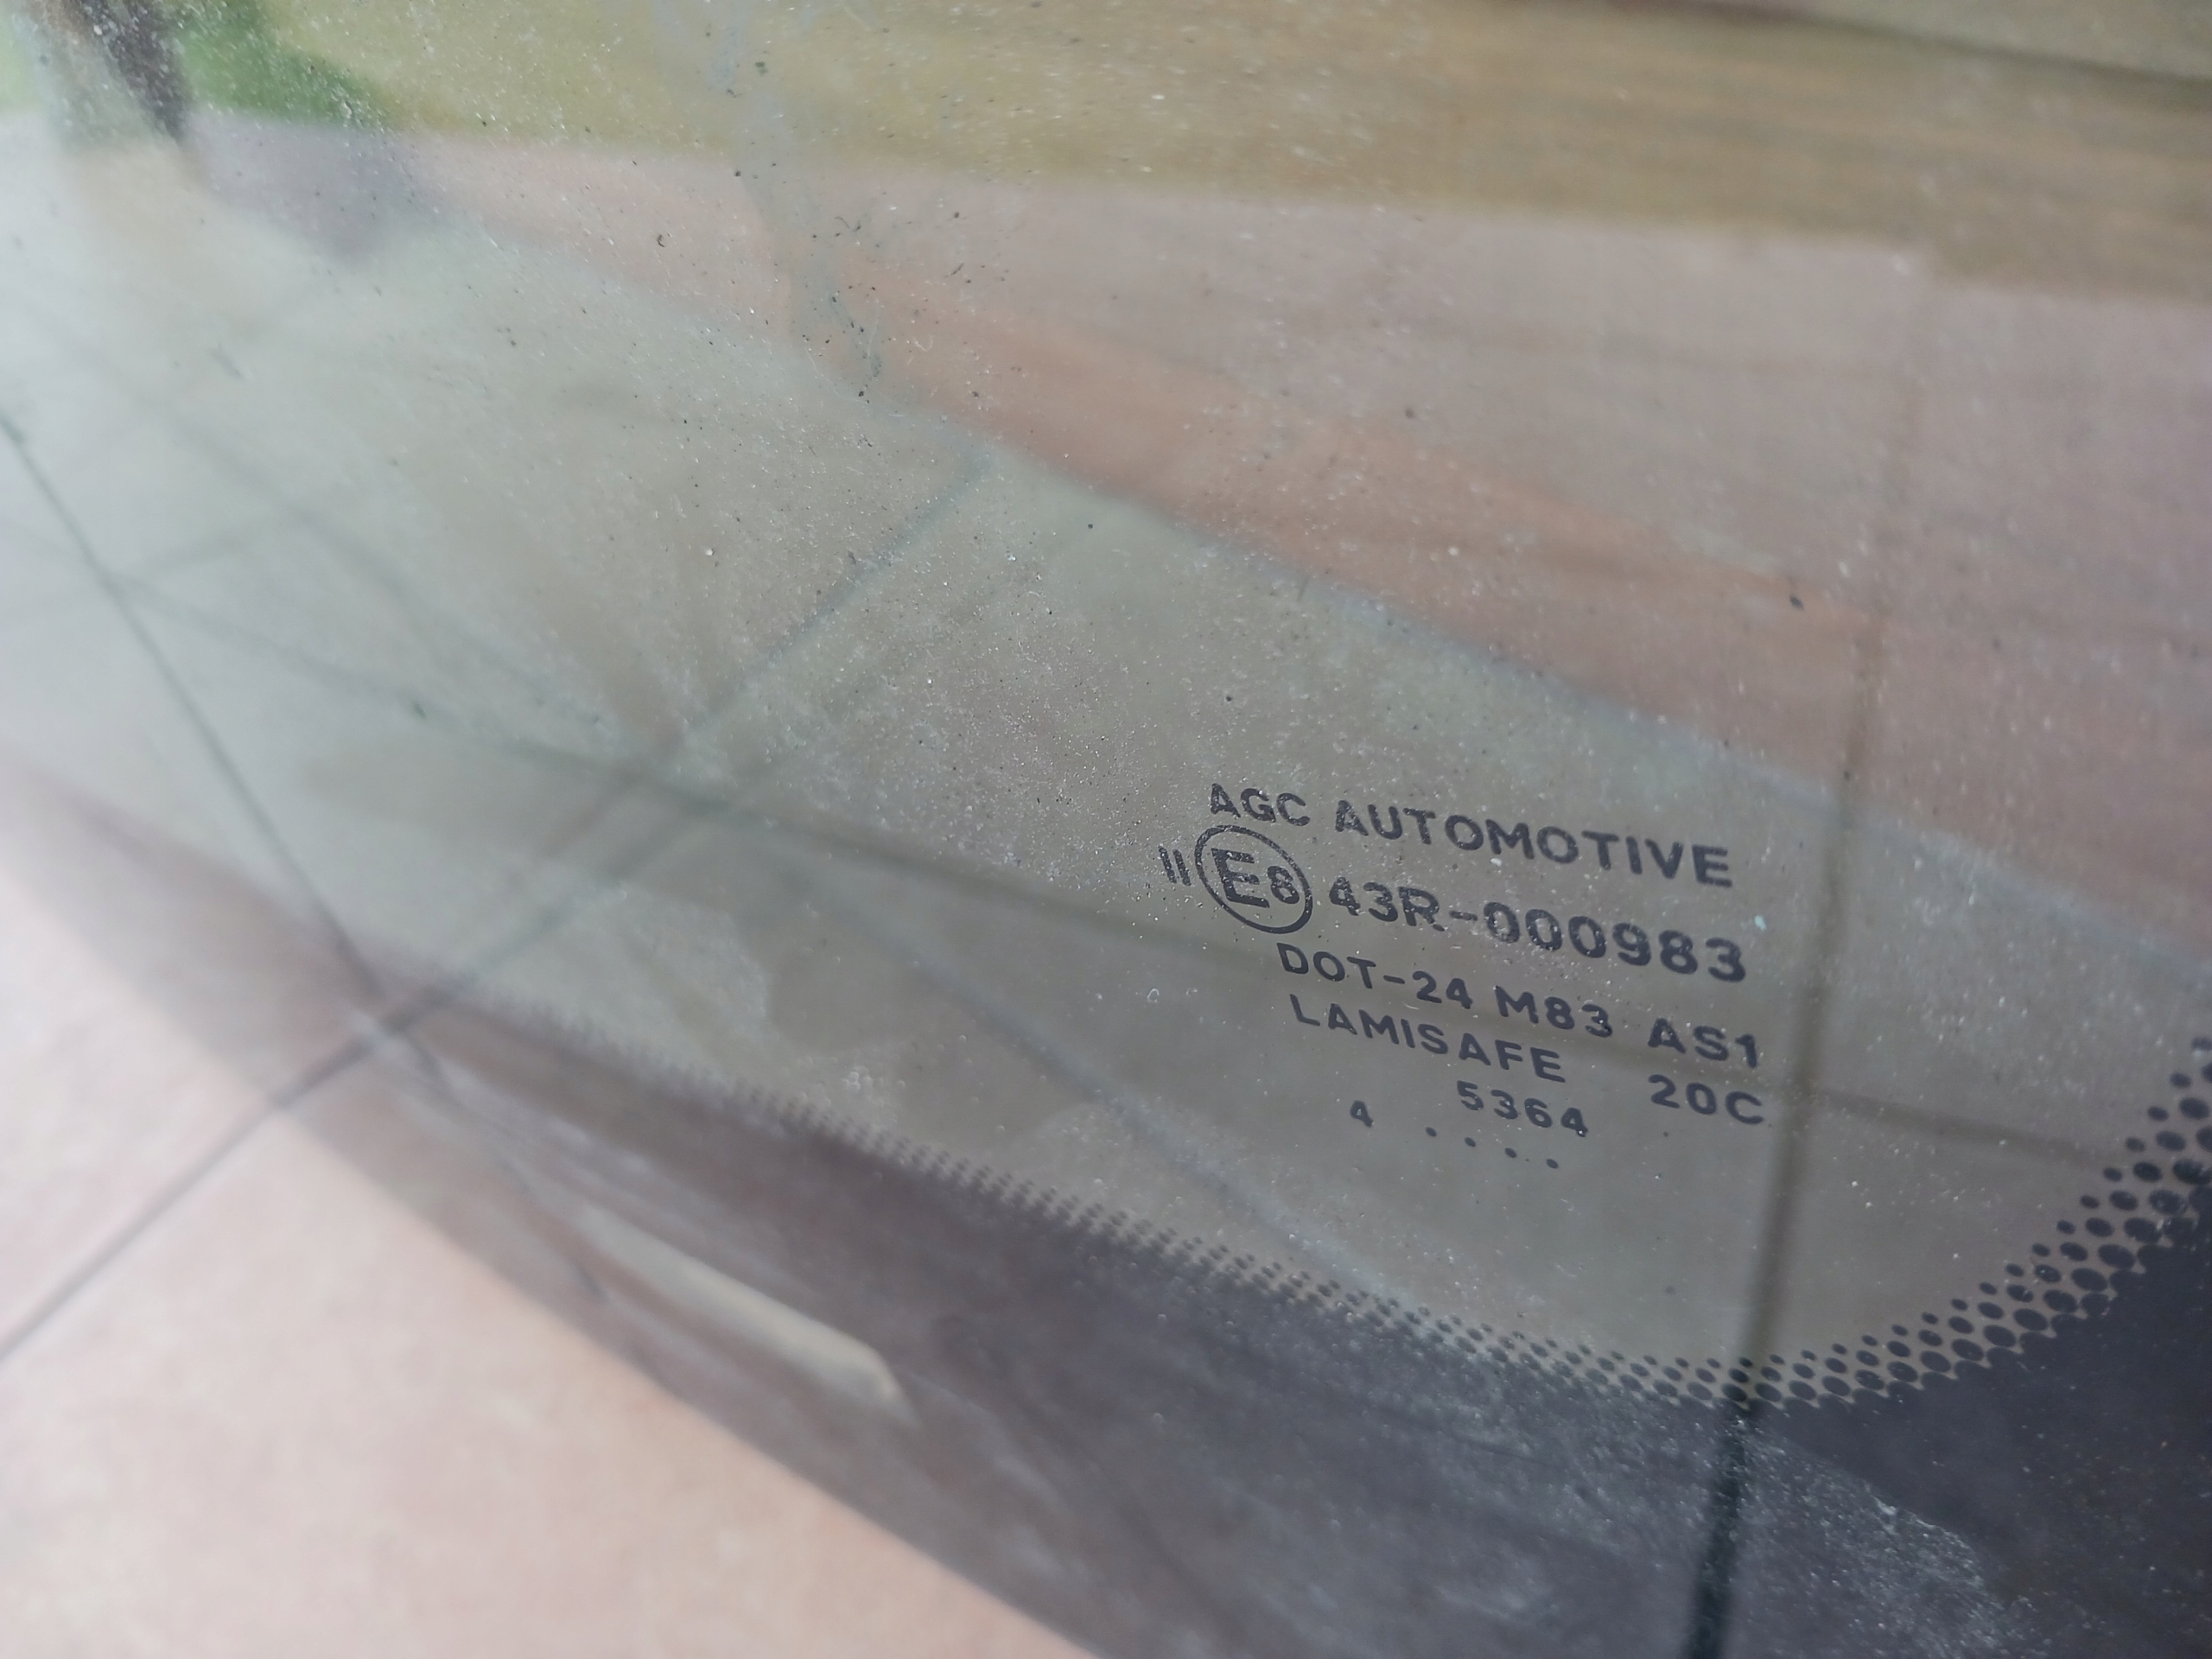 AGC AUTOMOTIVE
II E8 43R-000983
DOT-24 M83 AS1
LAMISAFE 20C
5364
4 . . . .